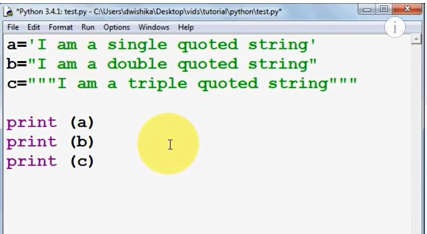 *Python 3.4.1: test.py - C:\Users\dwishika\Desktop\vids\tutorial\python\test.py*
File Edit Format Run Options Windows Help
a='I am a single quoted string'
b="I am a double quoted string"
c="""I am a triple quoted string"""
print (a)
print (b)
print (c)